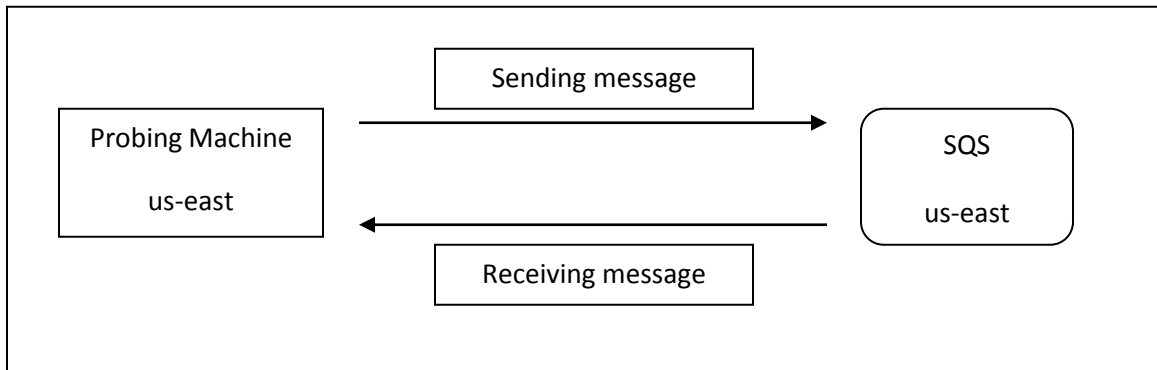 Sending message
Probing Machine
us-east
SQS
us-east
Receiving message